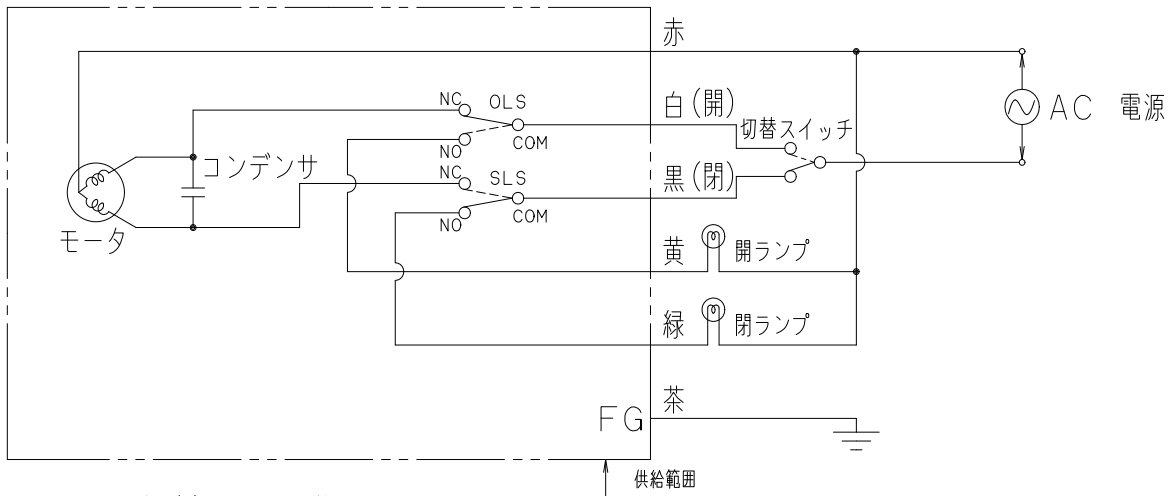 赤
NC
OLS
白(開)
AC 電源
切替スイッチ
COM
NO
コンデンサ
NC
SLS
黒(閉)
COM
NO
モータ
黄
開ランプ
緑
閉ランプ
茶
FG
供給範囲